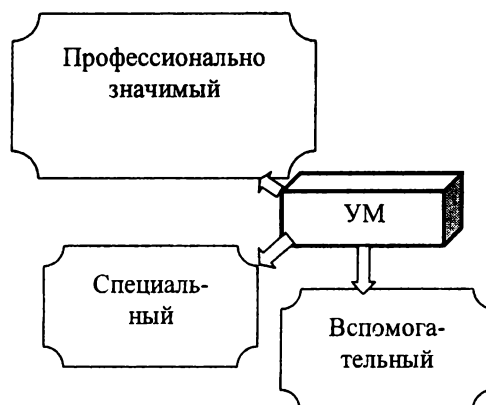 Профессионально
значимый
УМ
Специаль-
ный
Вспомога-
тельный